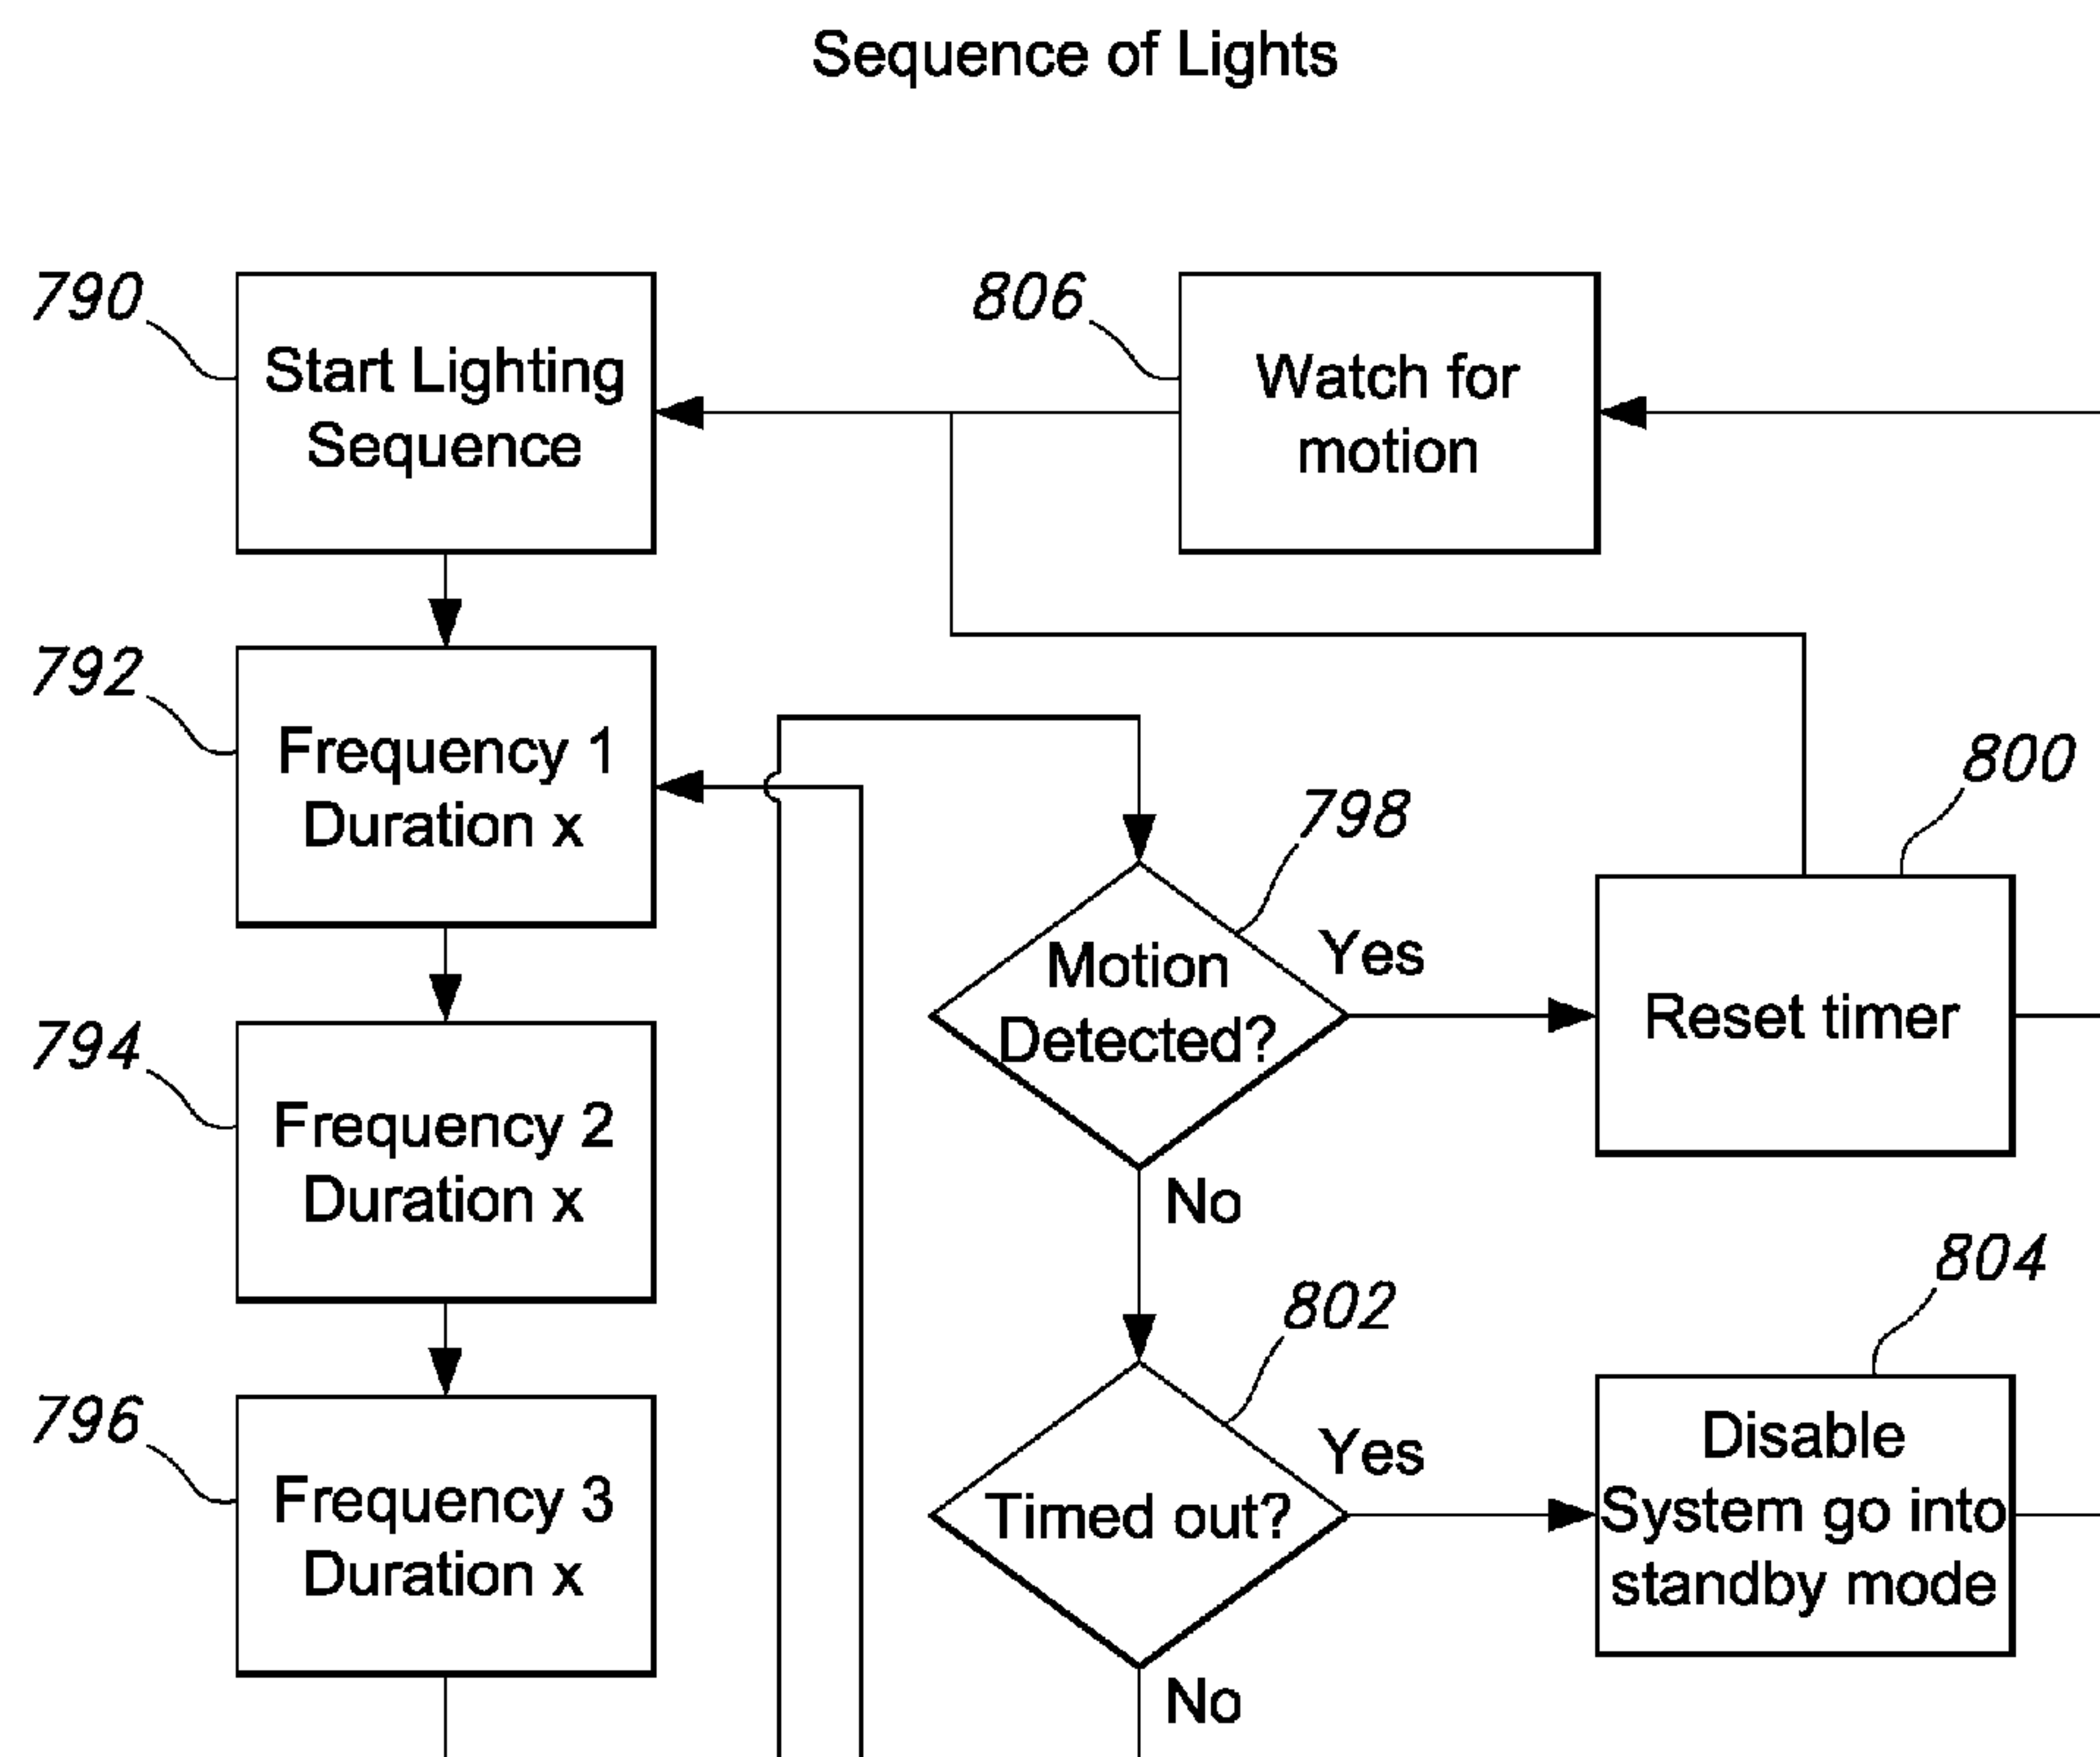 Sequence of Lights
790
Start Lighting
Sequence
806
Watch for
motion
792
Frequency 1
Duration x
798
Motion
Detected?
Yes
800
Reset timer
No
794
Frequency 2
Duration x
802
Timed out?
Yes
804
Disable
System go into
standby mode
No
796
Frequency 3
Duration x